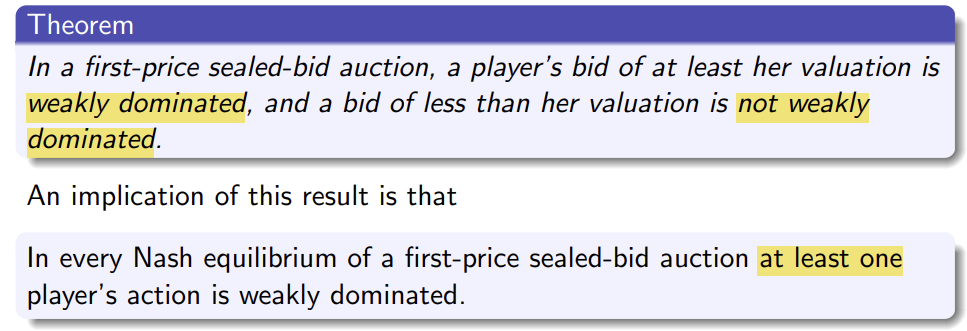 Theorem
In a first-price sealed-bid auction, a player's bid of at least her valuation is
weakly dominated, and a bid of less than her valuation is not weakly
dominated.
An implication of this result is that
In every Nash equilibrium of a first-price sealed-bid auction at least one
player's action is weakly dominated.